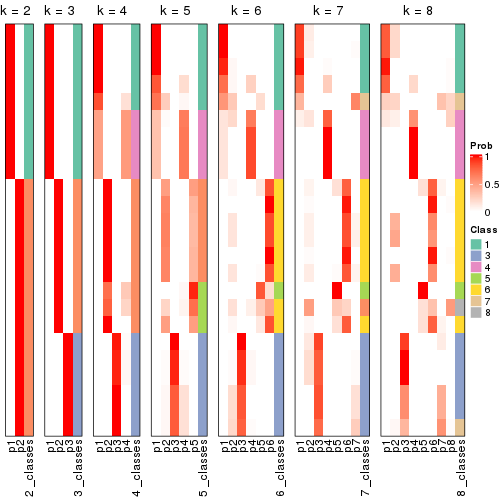 k = 2 k = 3 k = 4 k = 5 k = 6 k = 7 k = 8
Prob
1
0.5
0
Class
1
3
4
5
6
7
8
p1 p2 2_classes p1 p2 p3 3_classes p1 p2 p3 p4 4_classes p1 p2 p3 p4 p5 5_classes p1 p2 p3 p4 p5 p6 6_classes p1 p2 p3 p4 p5 p6 p7 7_classes p1 p2 p3 p4 p5 p6 p7 p8 8_classes